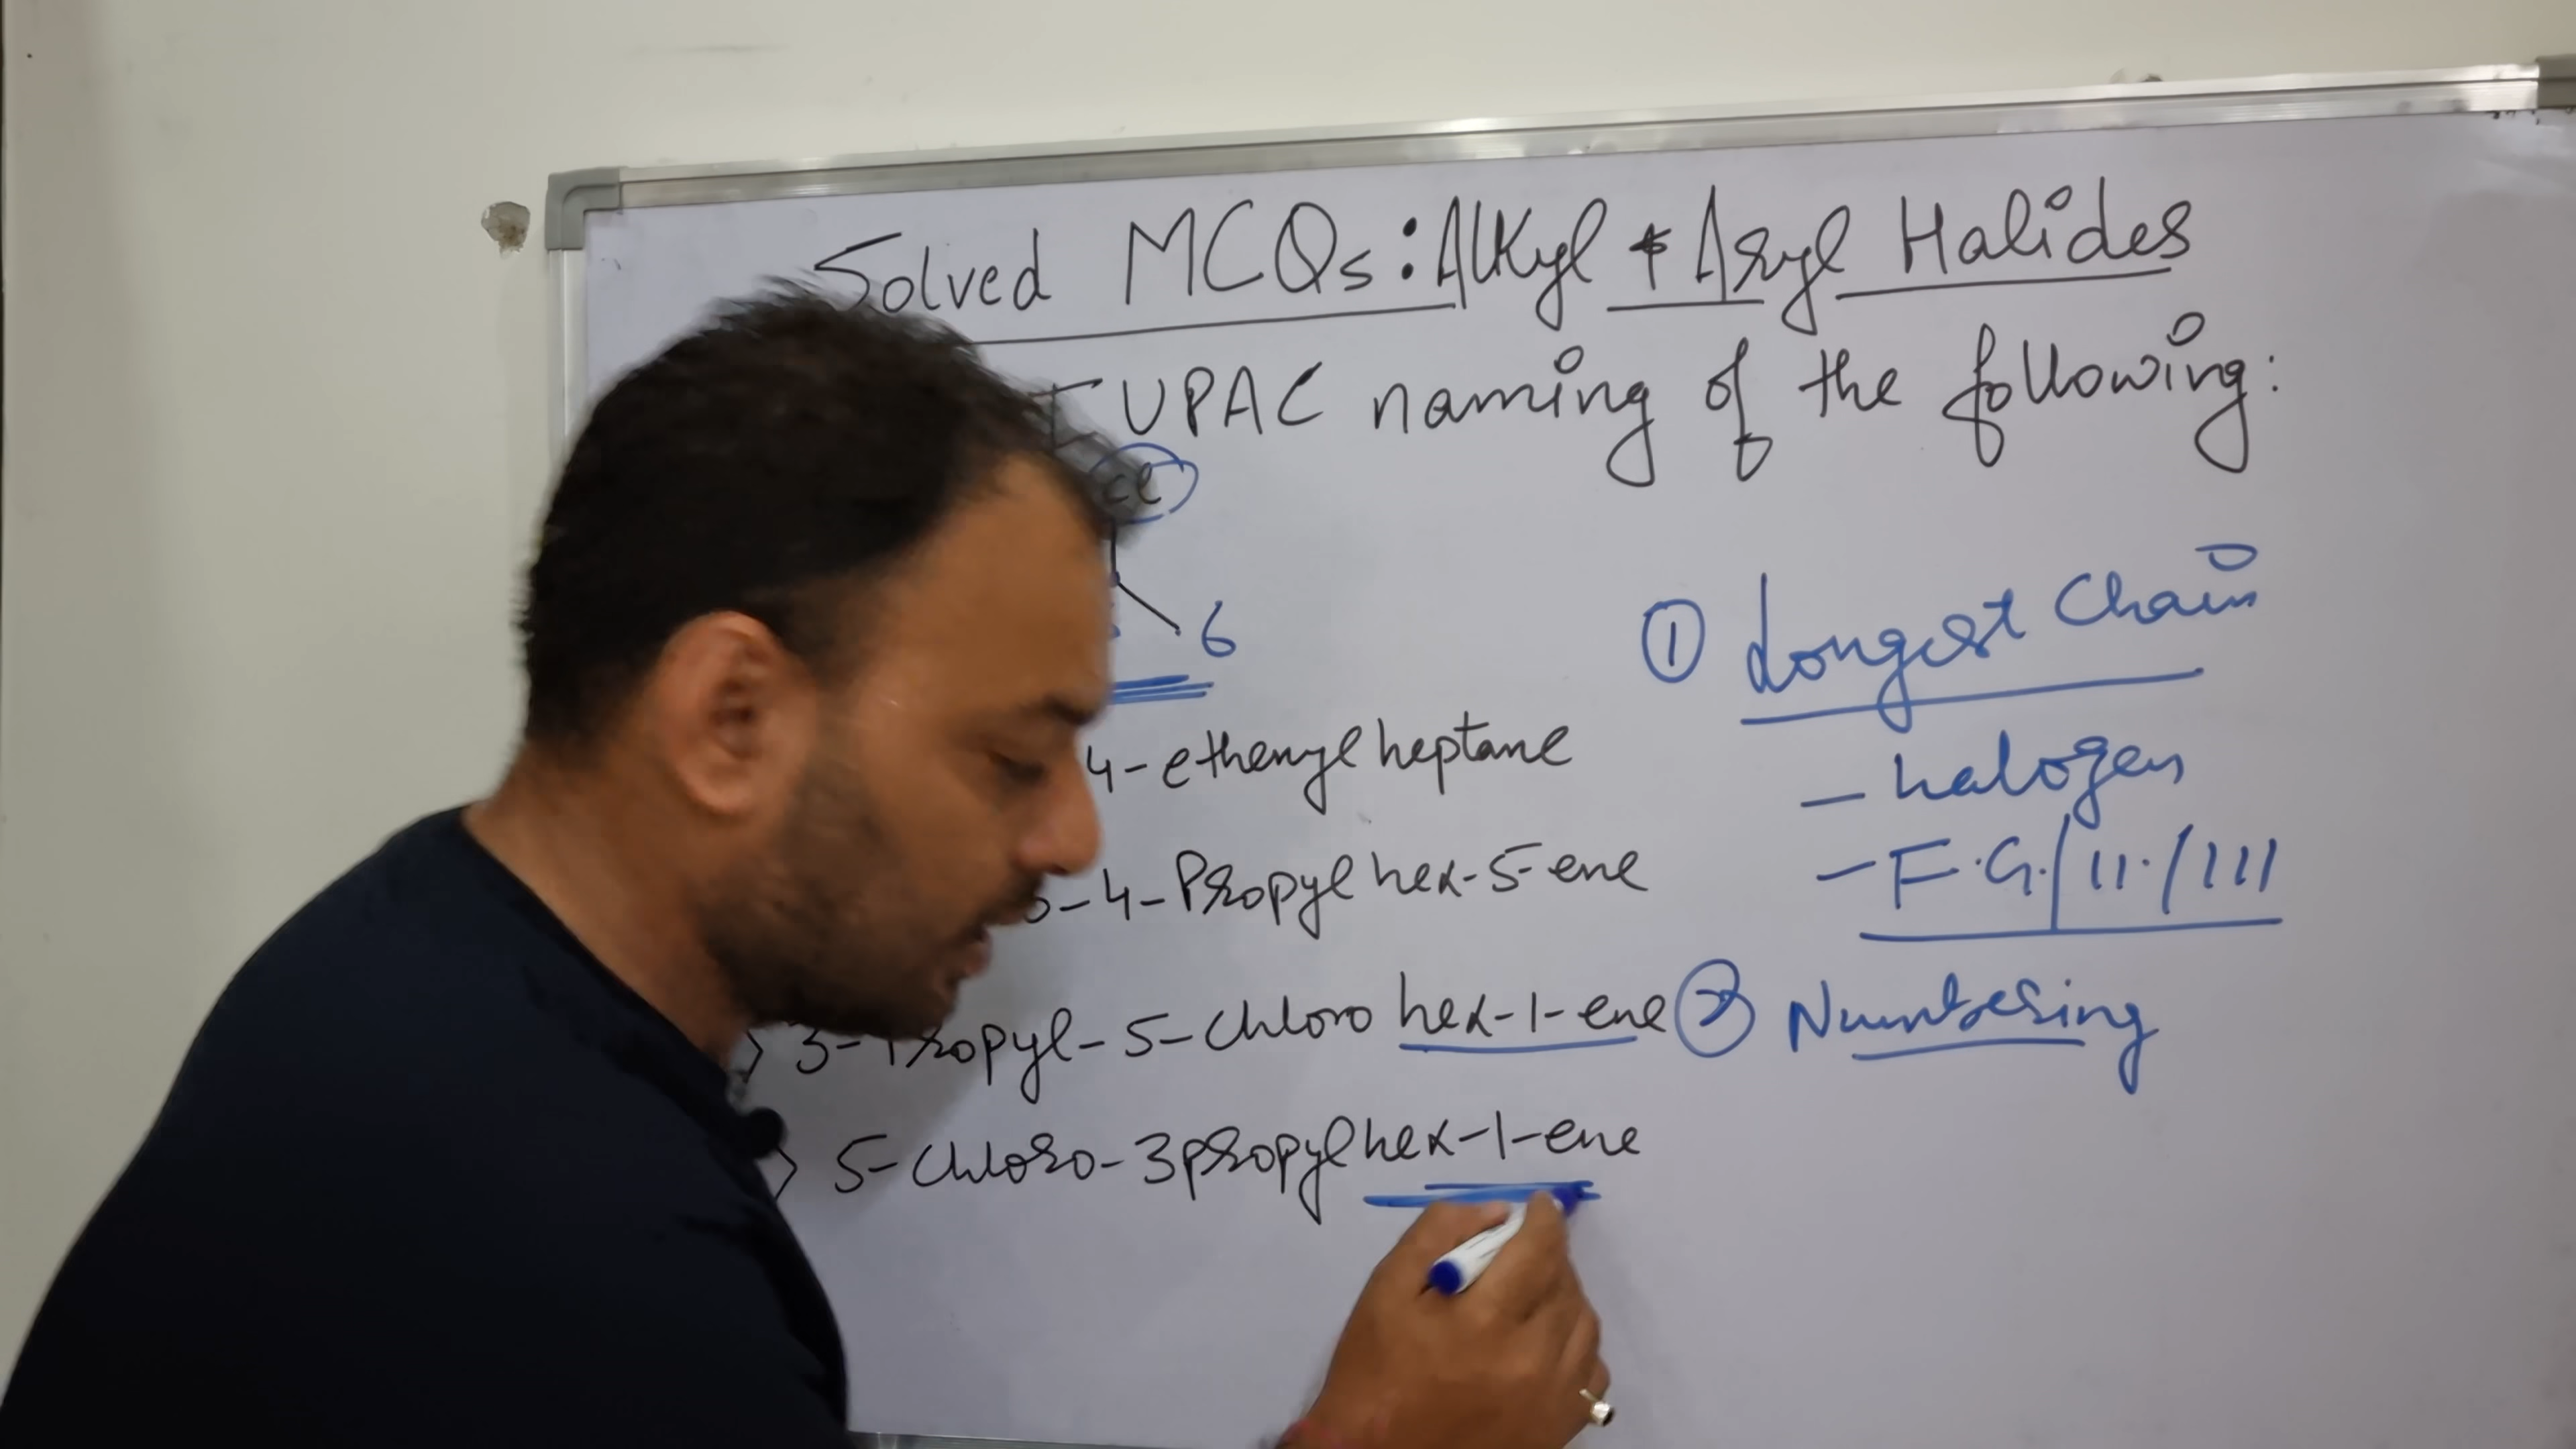 Solved MCQs: Alkyl & Aryl Halides
IUPAC naming of the following:
Cl
6
① Longest Chain
- halogen
- F.G./11./111
4-ethenyl heptane
-4-Propyl hex-5-ene
3-Propyl-5-chloro hex-1-ene
② Numbering
5-chloro-3propyl hex-1-ene